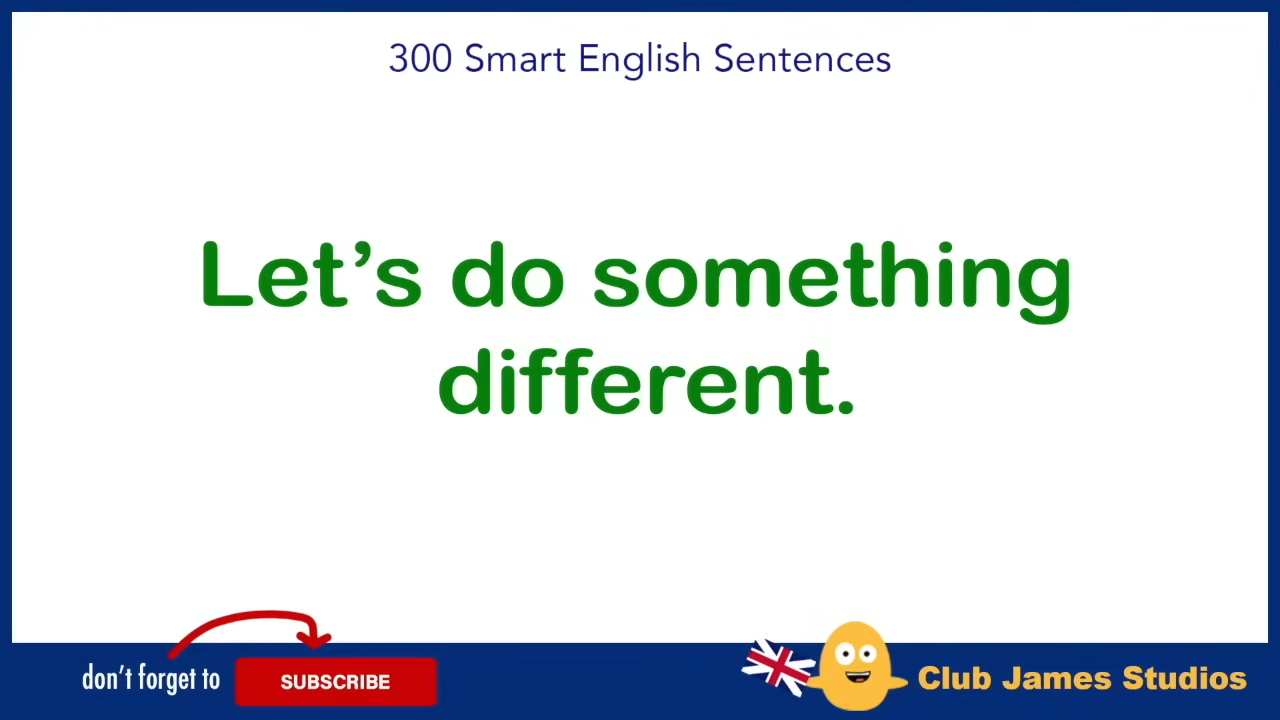 300 Smart English Sentences
Let’s do something
different.
don’t forget to
SUBSCRIBE
Club James Studios